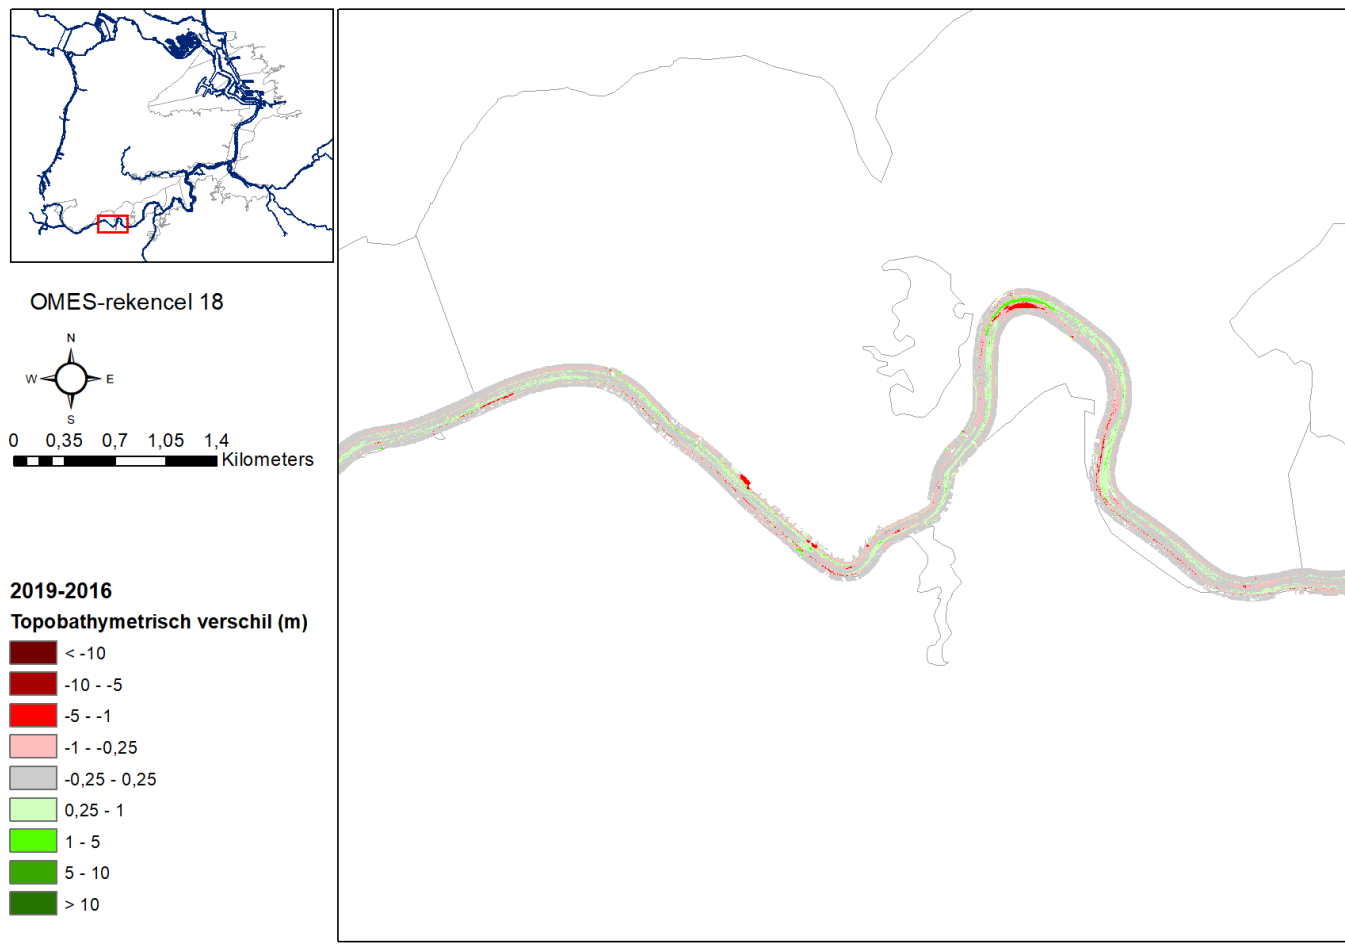 OMES-rekencel 18
N
W E
S
0 0,35 0,7 1,05 1,4
Kilometers
2019-2016
Topobathymetrisch verschil (m)
< -10
-10 - -5
-5 - -1
-1 - -0,25
-0,25 - 0,25
0,25 - 1
1 - 5
5 - 10
> 10